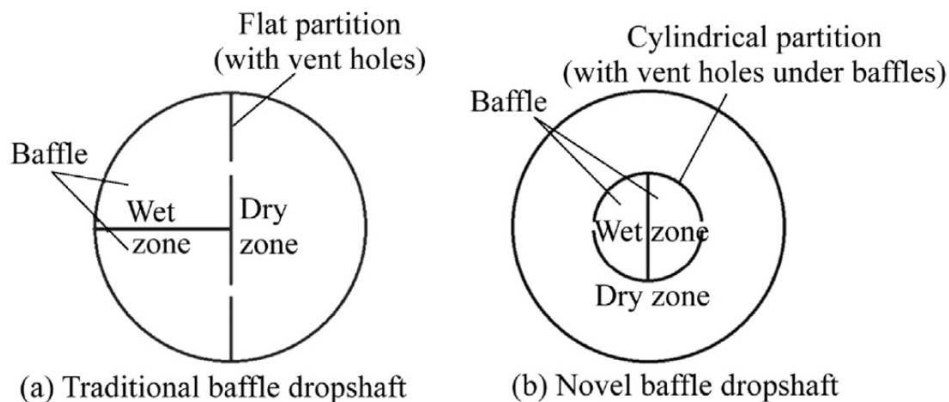 Flat partition
(with vent holes)
Baffle
Wet
zone
Dry
zone
(a) Traditional baffle dropshaft
Cylindrical partition
(with vent holes under baffles)
Baffle
Wet zone
Dry zone
(b) Novel baffle dropshaft